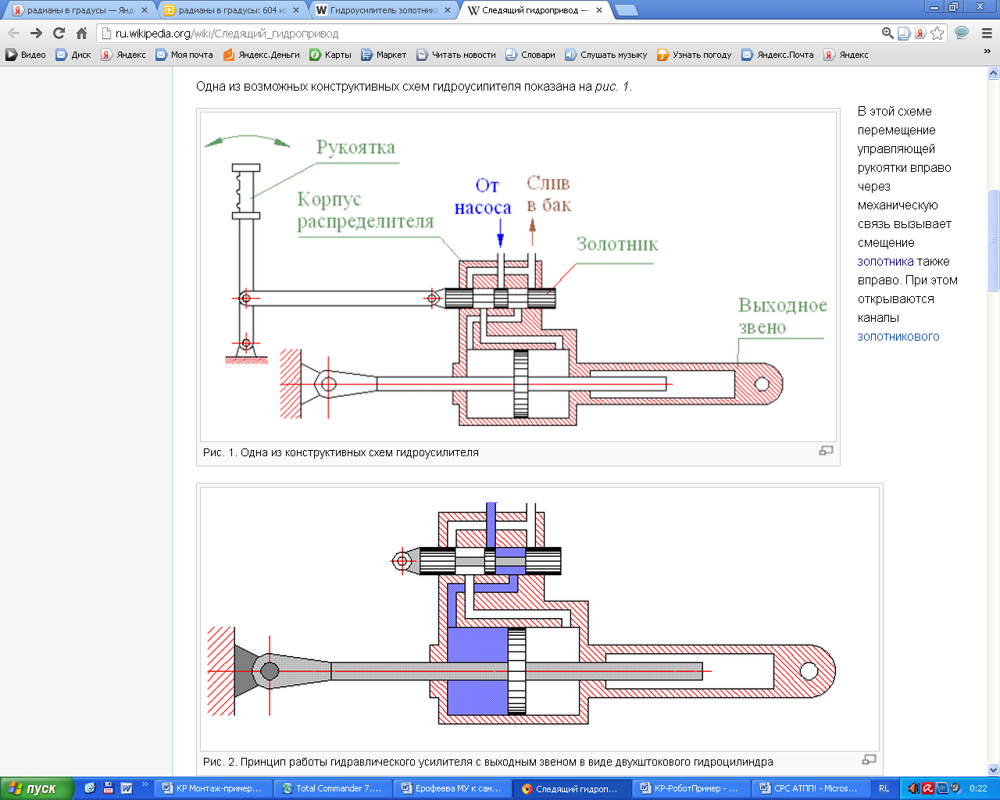 радианы в градусы — Янд
радианы в градусы: 604 из
Гидроусилитель золотнико
Следящий гидропривод —
ru.wikipedia.org/wiki/Следящий_гидропривод
Видео
Диск
Яндекс
Моя почта
Яндекс.Деньги
Карты
Маркет
Читать новости
Словари
Слушать музыку
Узнать погоду
Яндекс.Почта
Яндекс
»
Одна из возможных конструктивных схем гидроусилителя показана на рис. 1.
Рукоятка
Корпус
распределителя
От
насоса
Слив
в бак
Золотник
Выходное
звено
Рис. 1. Одна из конструктивных схем гидроусилителя
В этой схеме
перемещение
управляющей
рукоятки вправо
через
механическую
связь вызывает
смещение
золотника также
вправо. При этом
открываются
каналы
золотникового
Рис. 2. Принцип работы гидравлического усилителя с выходным звеном в виде двухштокового гидроцилиндра
пуск
»
КР Монтаж-пример...
Total Commander 7....
Ерофеева МУ к сам...
Следящий гидроп...
КР-РоботПример - ...
СРС АТПП! - Micros...
RL
0:22